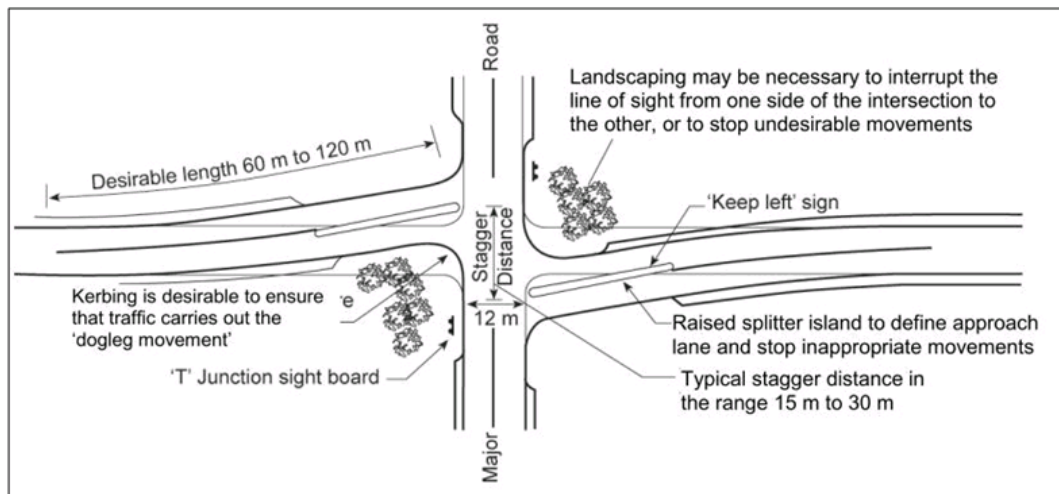 Road
Landscaping may be necessary to interrupt the
line of sight from one side of the intersection to
the other, or to stop undesirable movements
Desirable length 60 m to 120 m
'Keep left' sign
Stagger
Distance
Kerbing is desirable to ensure
that traffic carries out the
'dogleg movement'
e
12 m
Raised splitter island to define approach
lane and stop inappropriate movements
'T' Junction sight board
Typical stagger distance in
the range 15 m to 30 m
Major